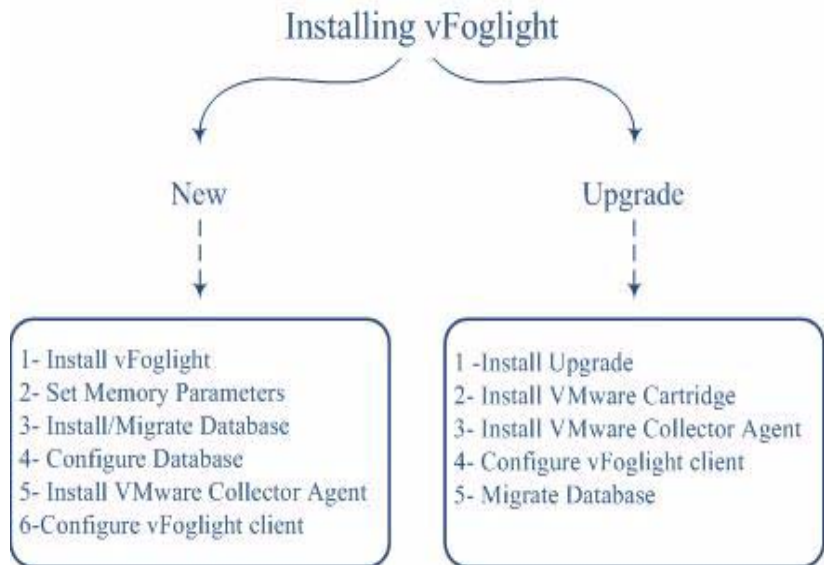 Installing vFoglight
New
Upgrade
1- Install vFoglight
2- Set Memory Parameters
3- Install/Migrate Database
4- Configure Database
5- Install VMware Collector Agent
6-Configure vFoglight client
1 -Install Upgrade
2- Install VMware Cartridge
3- Install VMware Collector Agent
4- Configure vFoglight client
5- Migrate Database